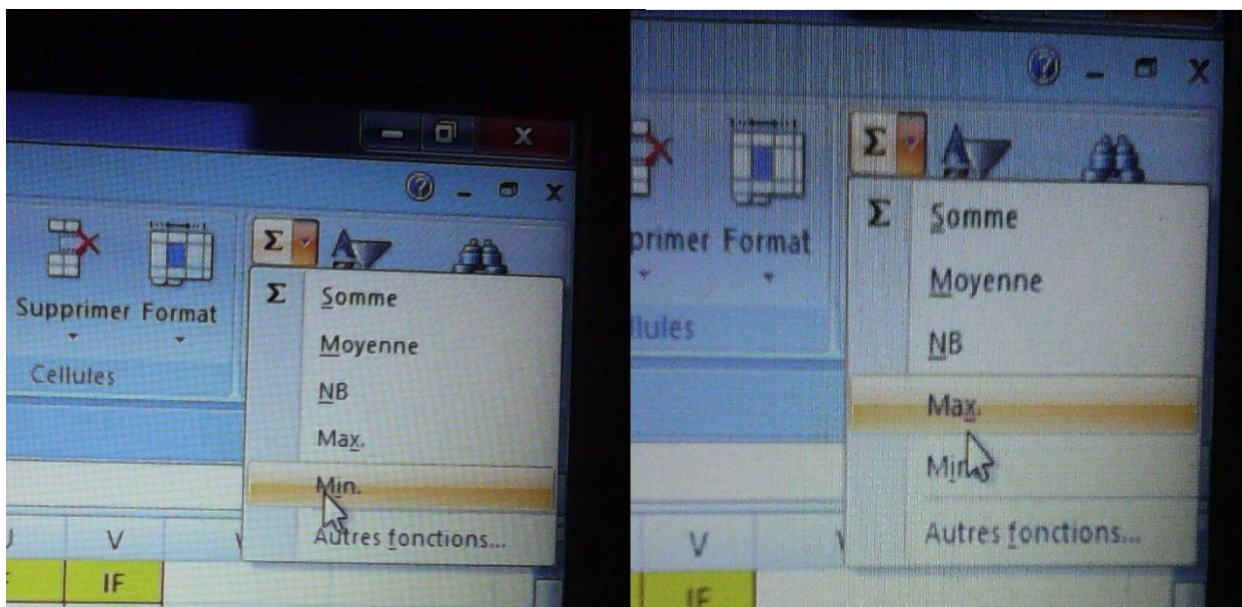 Σ
Supprimer Format
Cellules
Σ Somme
Moyenne
NB
Max.
Min.
Autres fonctions...
V
IF
Σ
primer Format
llules
Σ Somme
Moyenne
NB
Max.
Min.
Autres fonctions...
V
IF